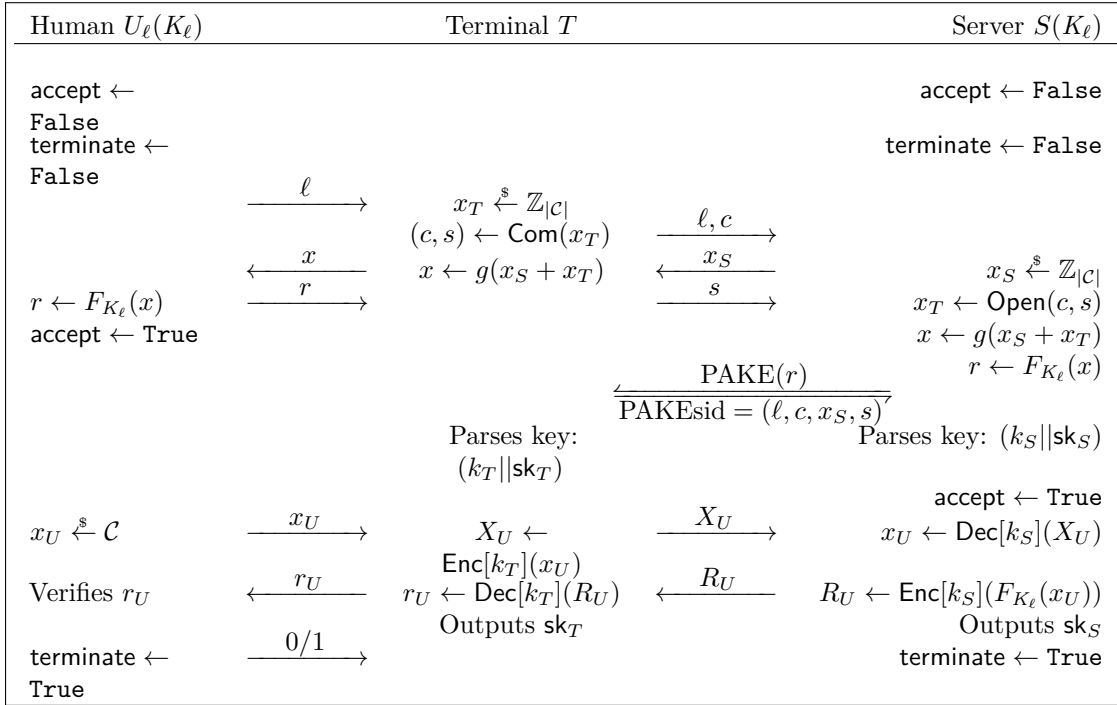 Human U_ℓ(K_ℓ) Terminal T Server S(K_ℓ)
accept ← accept ← False
False
terminate ← terminate ← False
False
ℓ x_T ←$ ℤ_{|𝒞|}
(c, s) ← Com(x_T) ℓ, c
x x ← g(x_S + x_T) x_S x_S ←$ ℤ_{|𝒞|}
r ← F_{K_ℓ}(x) r s x_T ← Open(c, s)
accept ← True x ← g(x_S + x_T)
r ← F_{K_ℓ}(x)
PAKE(r)
PAKEsid = (ℓ, c, x_S, s)
Parses key: Parses key: (k_S||sk_S)
(k_T||sk_T)
accept ← True
x_U ←$ 𝒞 x_U X_U ← X_U x_U ← Dec[k_S](X_U)
Enc[k_T](x_U)
Verifies r_U r_U r_U ← Dec[k_T](R_U) R_U R_U ← Enc[k_S](F_{K_ℓ}(x_U))
Outputs sk_T Outputs sk_S
terminate ← 0/1 terminate ← True
True